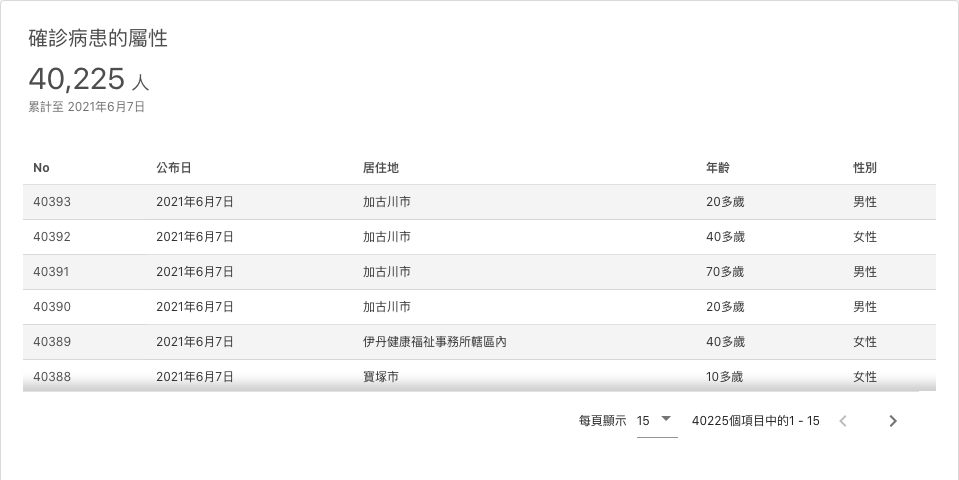 確診病患的屬性
40,225 人
累計至 2021年6月7日
No 公布日 居住地 年齡 性別
40393 2021年6月7日 加古川市 20多歲 男性
40392 2021年6月7日 加古川市 40多歲 女性
40391 2021年6月7日 加古川市 70多歲 男性
40390 2021年6月7日 加古川市 20多歲 男性
40389 2021年6月7日 伊丹健康福祉事務所轄區內 40多歲 女性
40388 2021年6月7日 寶塚市 10多歲 女性
每頁顯示 15 40225個項目中的1 - 15